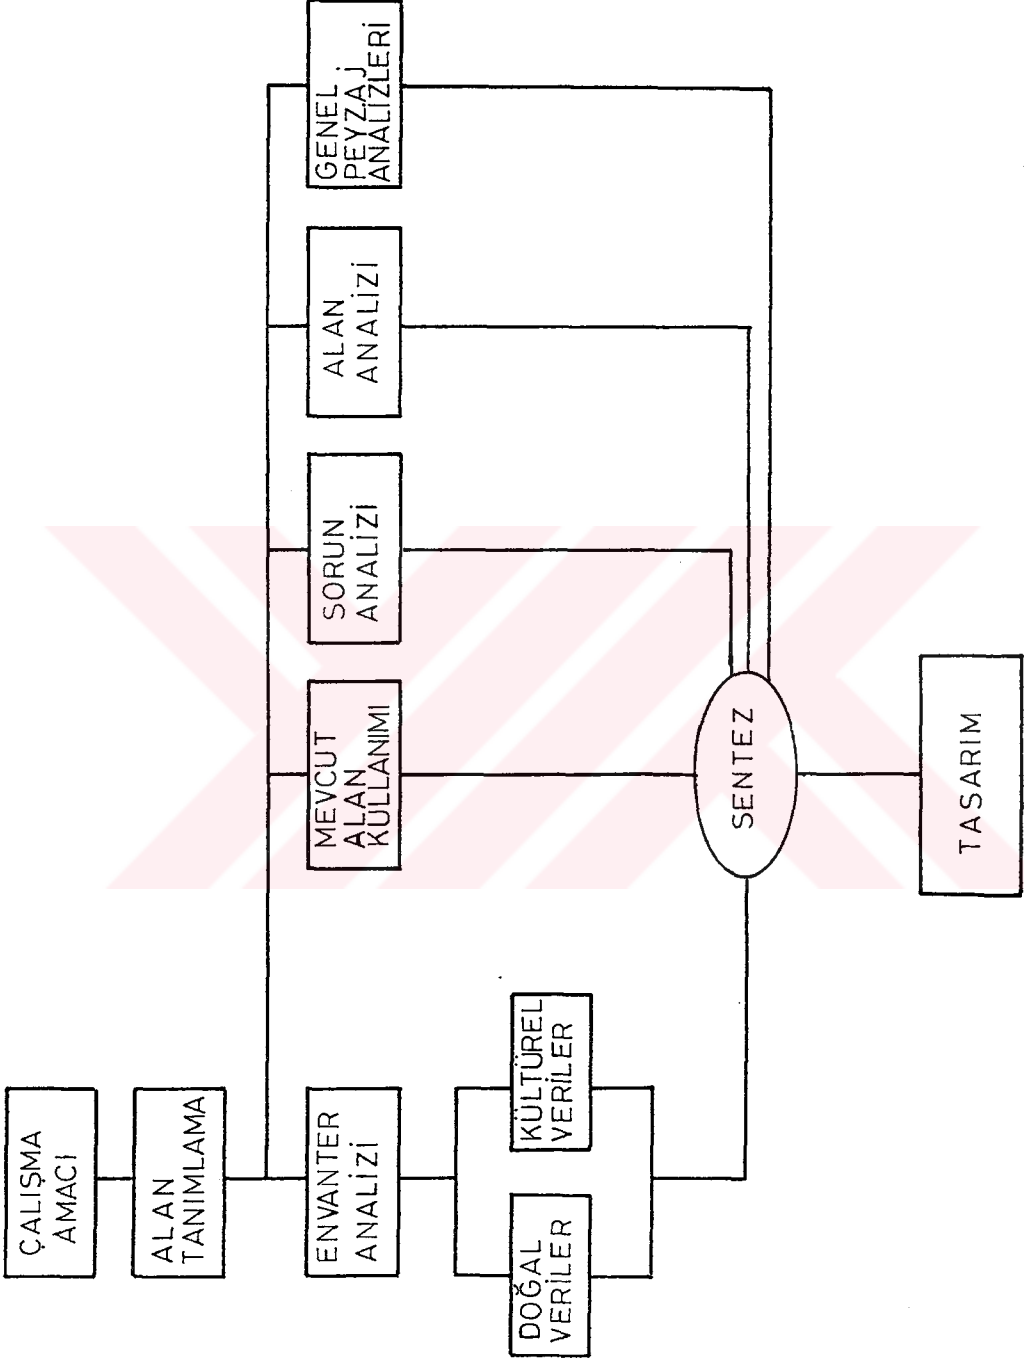 ÇALIŞMA
AMACI
ALAN
TANIMLAMA
ENVANTER
ANALİZİ
MEVCUT
ALAN
KULLANIMI
SORUN
ANALİZİ
ALAN
ANALİZİ
GENEL
PEYZAJ
ANALİZLERİ
DOĞAL
VERİLER
KÜLTÜREL
VERİLER
SENTEZ
TASARIM